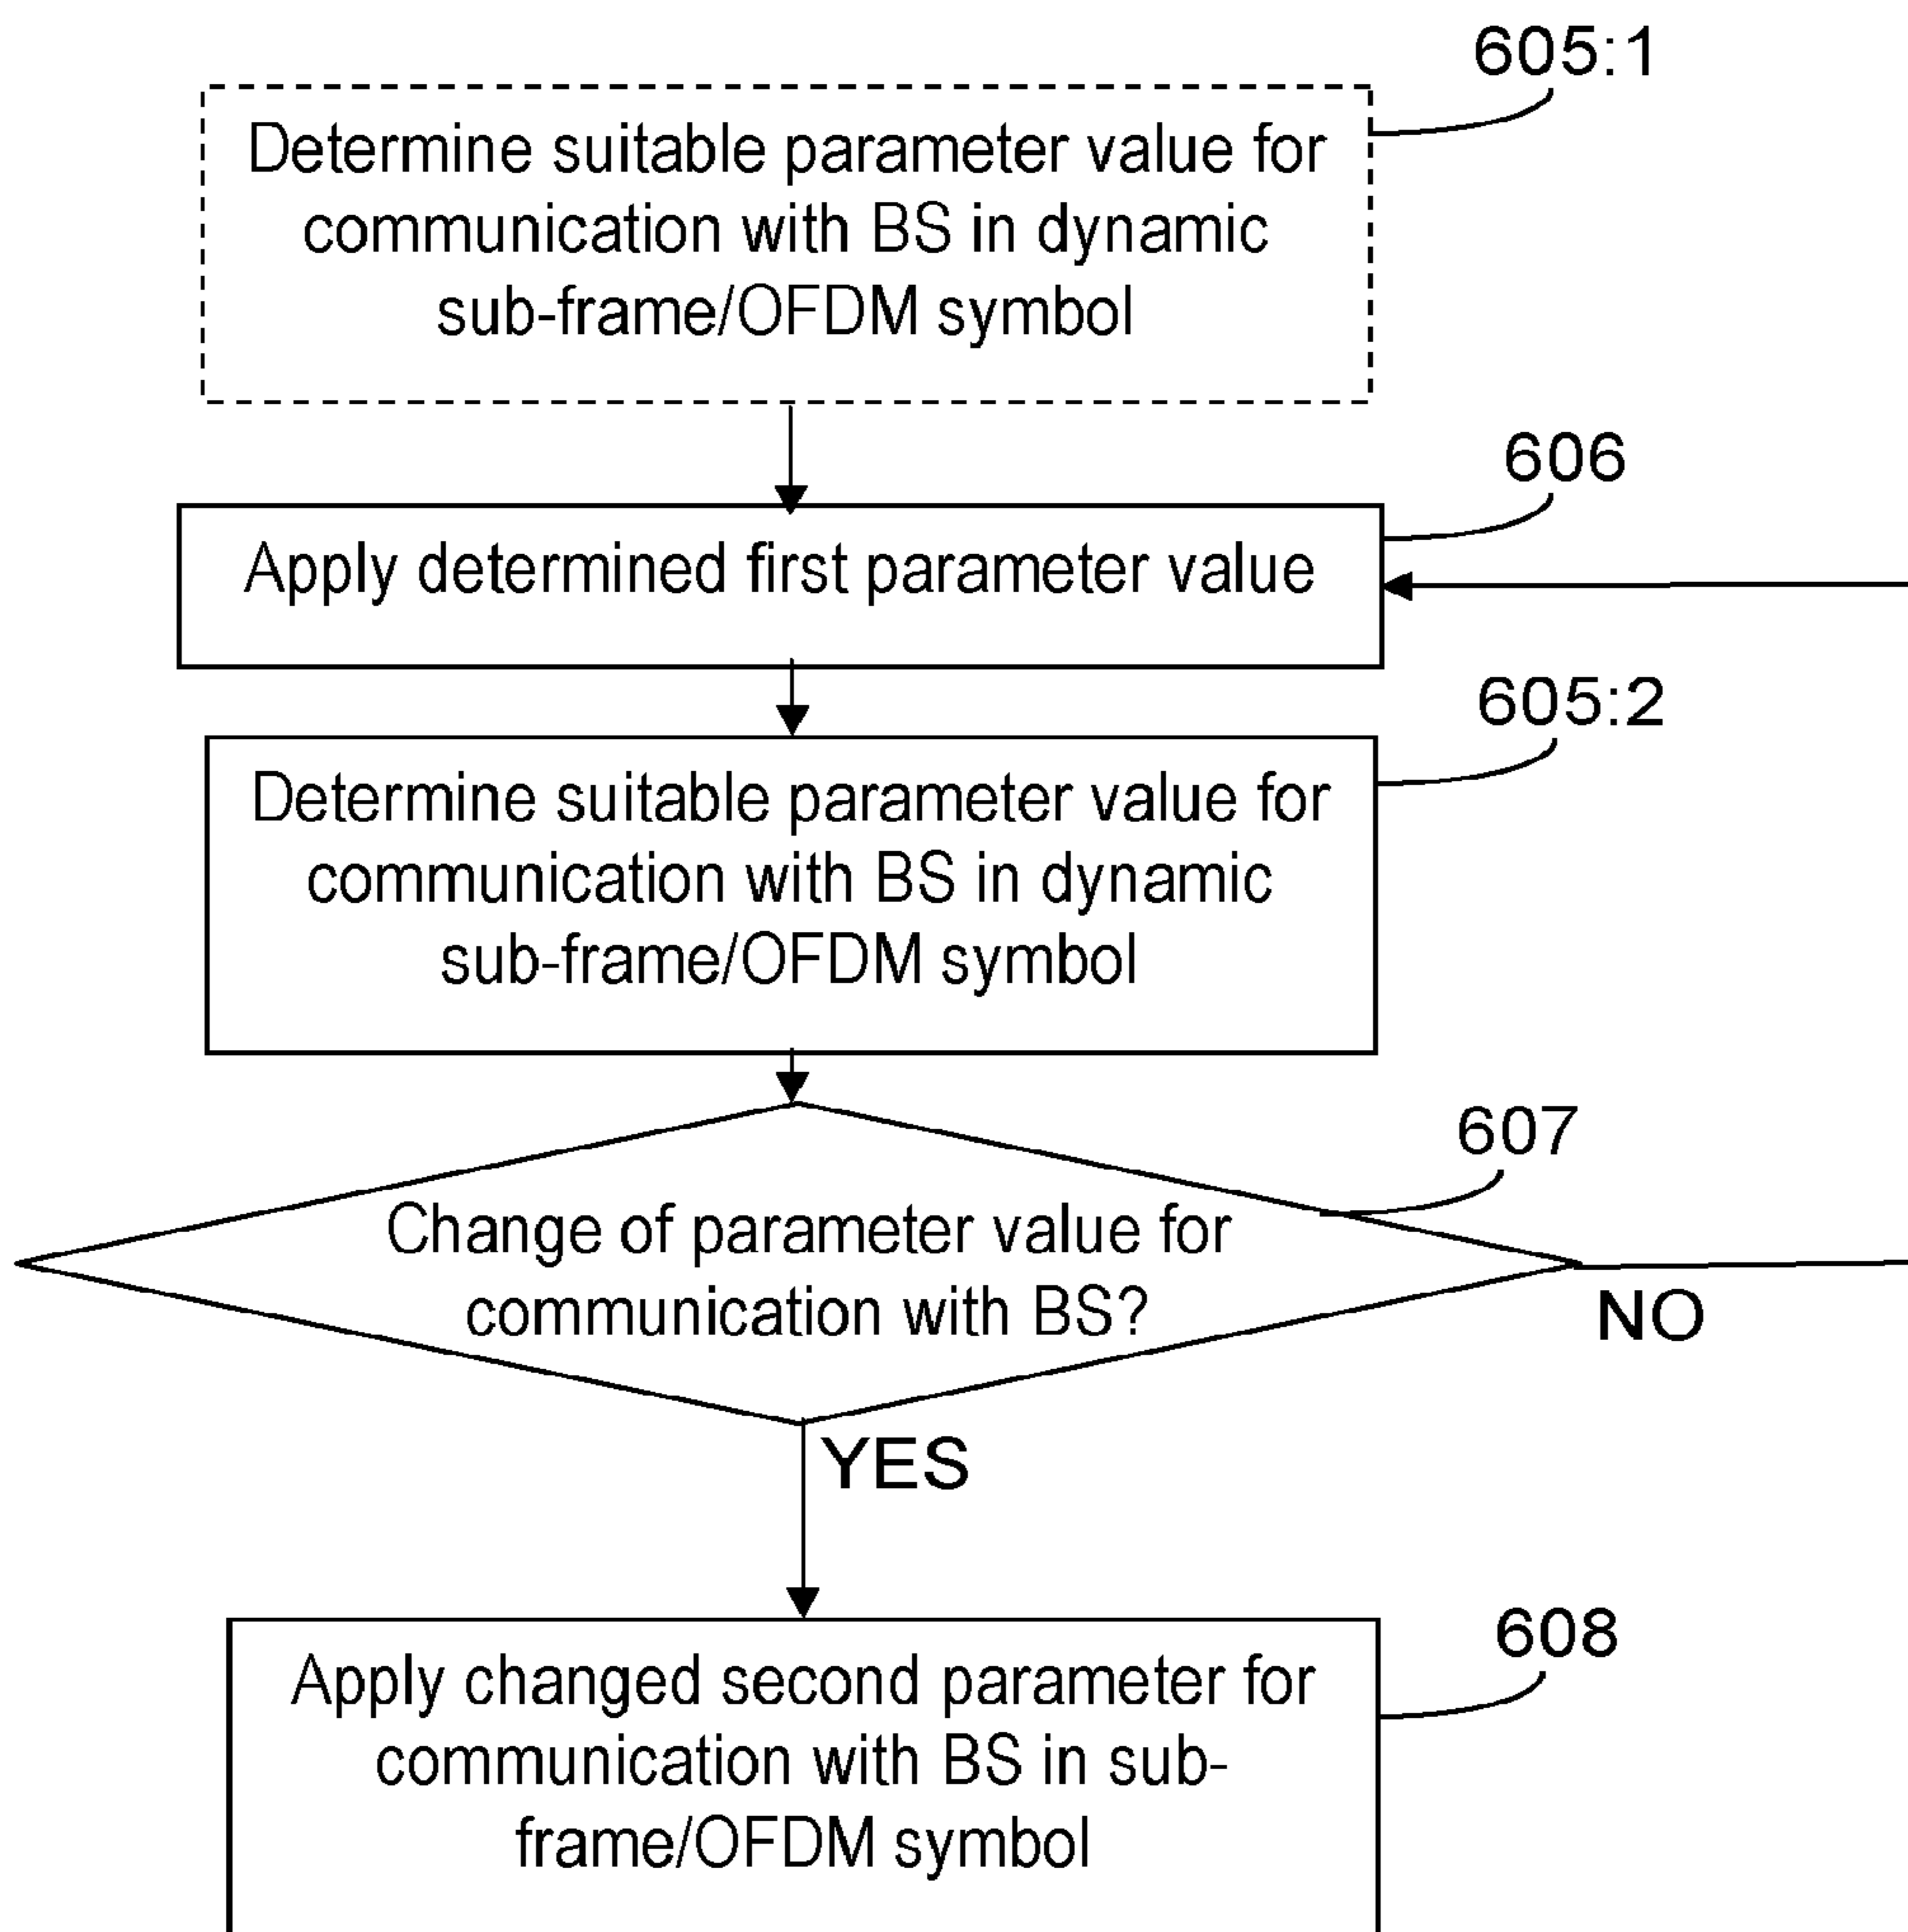 605:1
Determine suitable parameter value for
communication with BS in dynamic
sub-frame/OFDM symbol
606
Apply determined first parameter value
605:2
Determine suitable parameter value for
communication with BS in dynamic
sub-frame/OFDM symbol
607
Change of parameter value for
communication with BS?
NO
YES
608
Apply changed second parameter for
communication with BS in sub-
frame/OFDM symbol